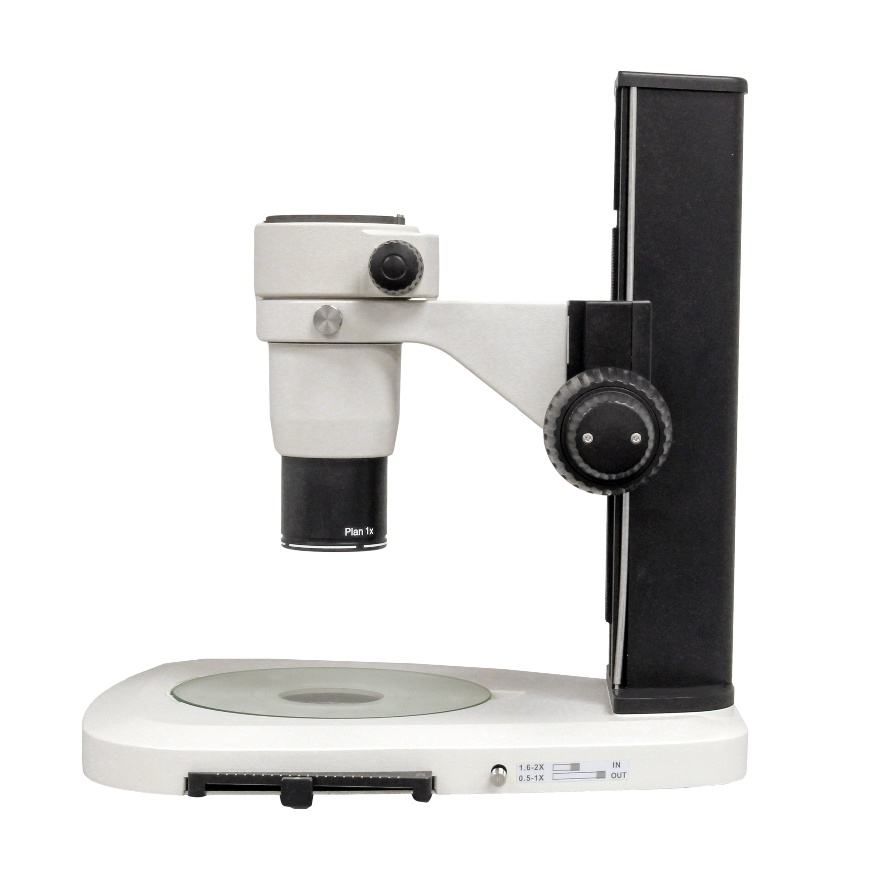 Plan 1x
1.6-2X IN
0.5-1X OUT